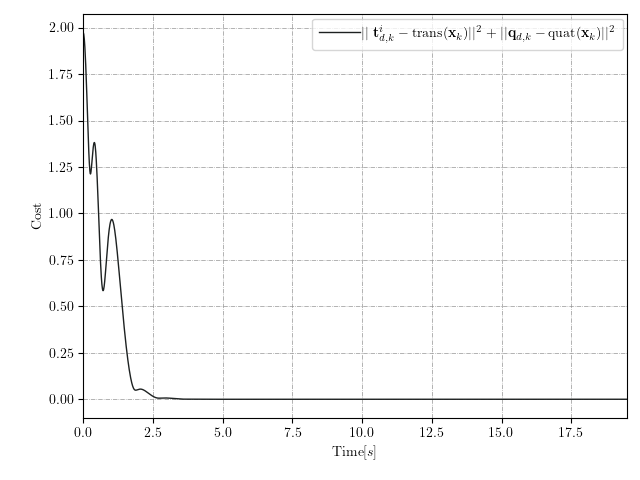 || t^i_{d,k} − trans(x_k)||^2 + ||q_{d,k} − quat(x_k)||^2
2.00
1.75
1.50
1.25
1.00
0.75
0.50
0.25
0.00
Cost
0.0 2.5 5.0 7.5 10.0 12.5 15.0 17.5
Time[s]